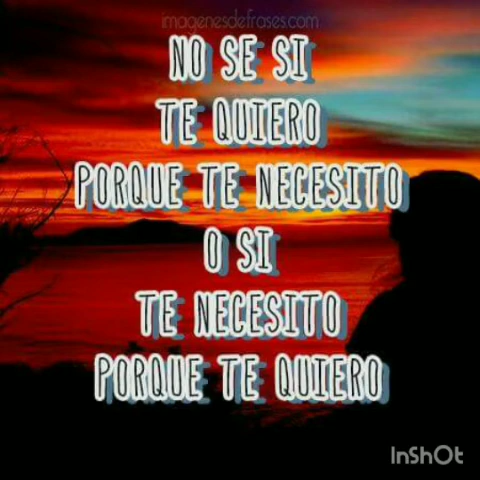 imagenesdefrases.com
NO SE SI
TE QUIERO
PORQUE TE NECESITO
O SI
TE NECESITO
PORQUE TE QUIERO
InShOt